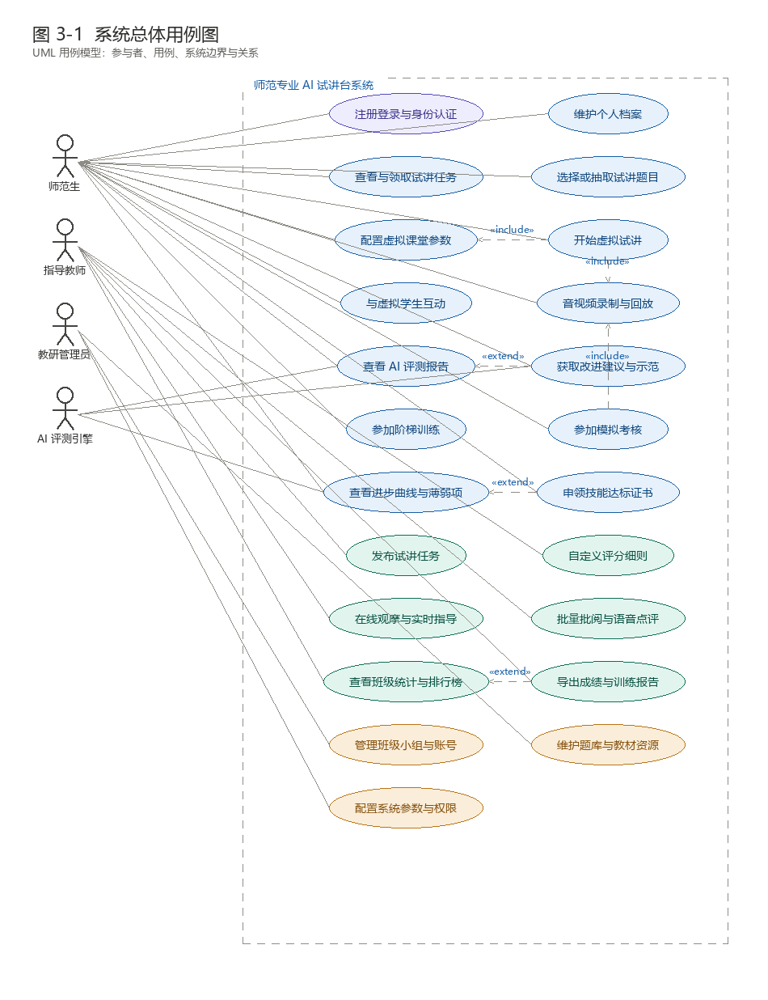 图 3-1 系统总体用例图
UML 用例模型：参与者、用例、系统边界与关系
师范专业 AI 试讲台系统
注册登录与身份认证
维护个人档案
师范生
查看与领取试讲任务
选择或抽取试讲题目
«include»
配置虚拟课堂参数
开始虚拟试讲
«include»
指导教师
与虚拟学生互动
音视频录制与回放
教研管理员
«extend»
«include»
查看 AI 评测报告
获取改进建议与示范
AI 评测引擎
参加阶梯训练
参加模拟考核
«extend»
查看进步曲线与薄弱项
申领技能达标证书
发布试讲任务
自定义评分细则
在线观摩与实时指导
批量批阅与语音点评
«extend»
查看班级统计与排行榜
导出成绩与训练报告
管理班级小组与账号
维护题库与教材资源
配置系统参数与权限